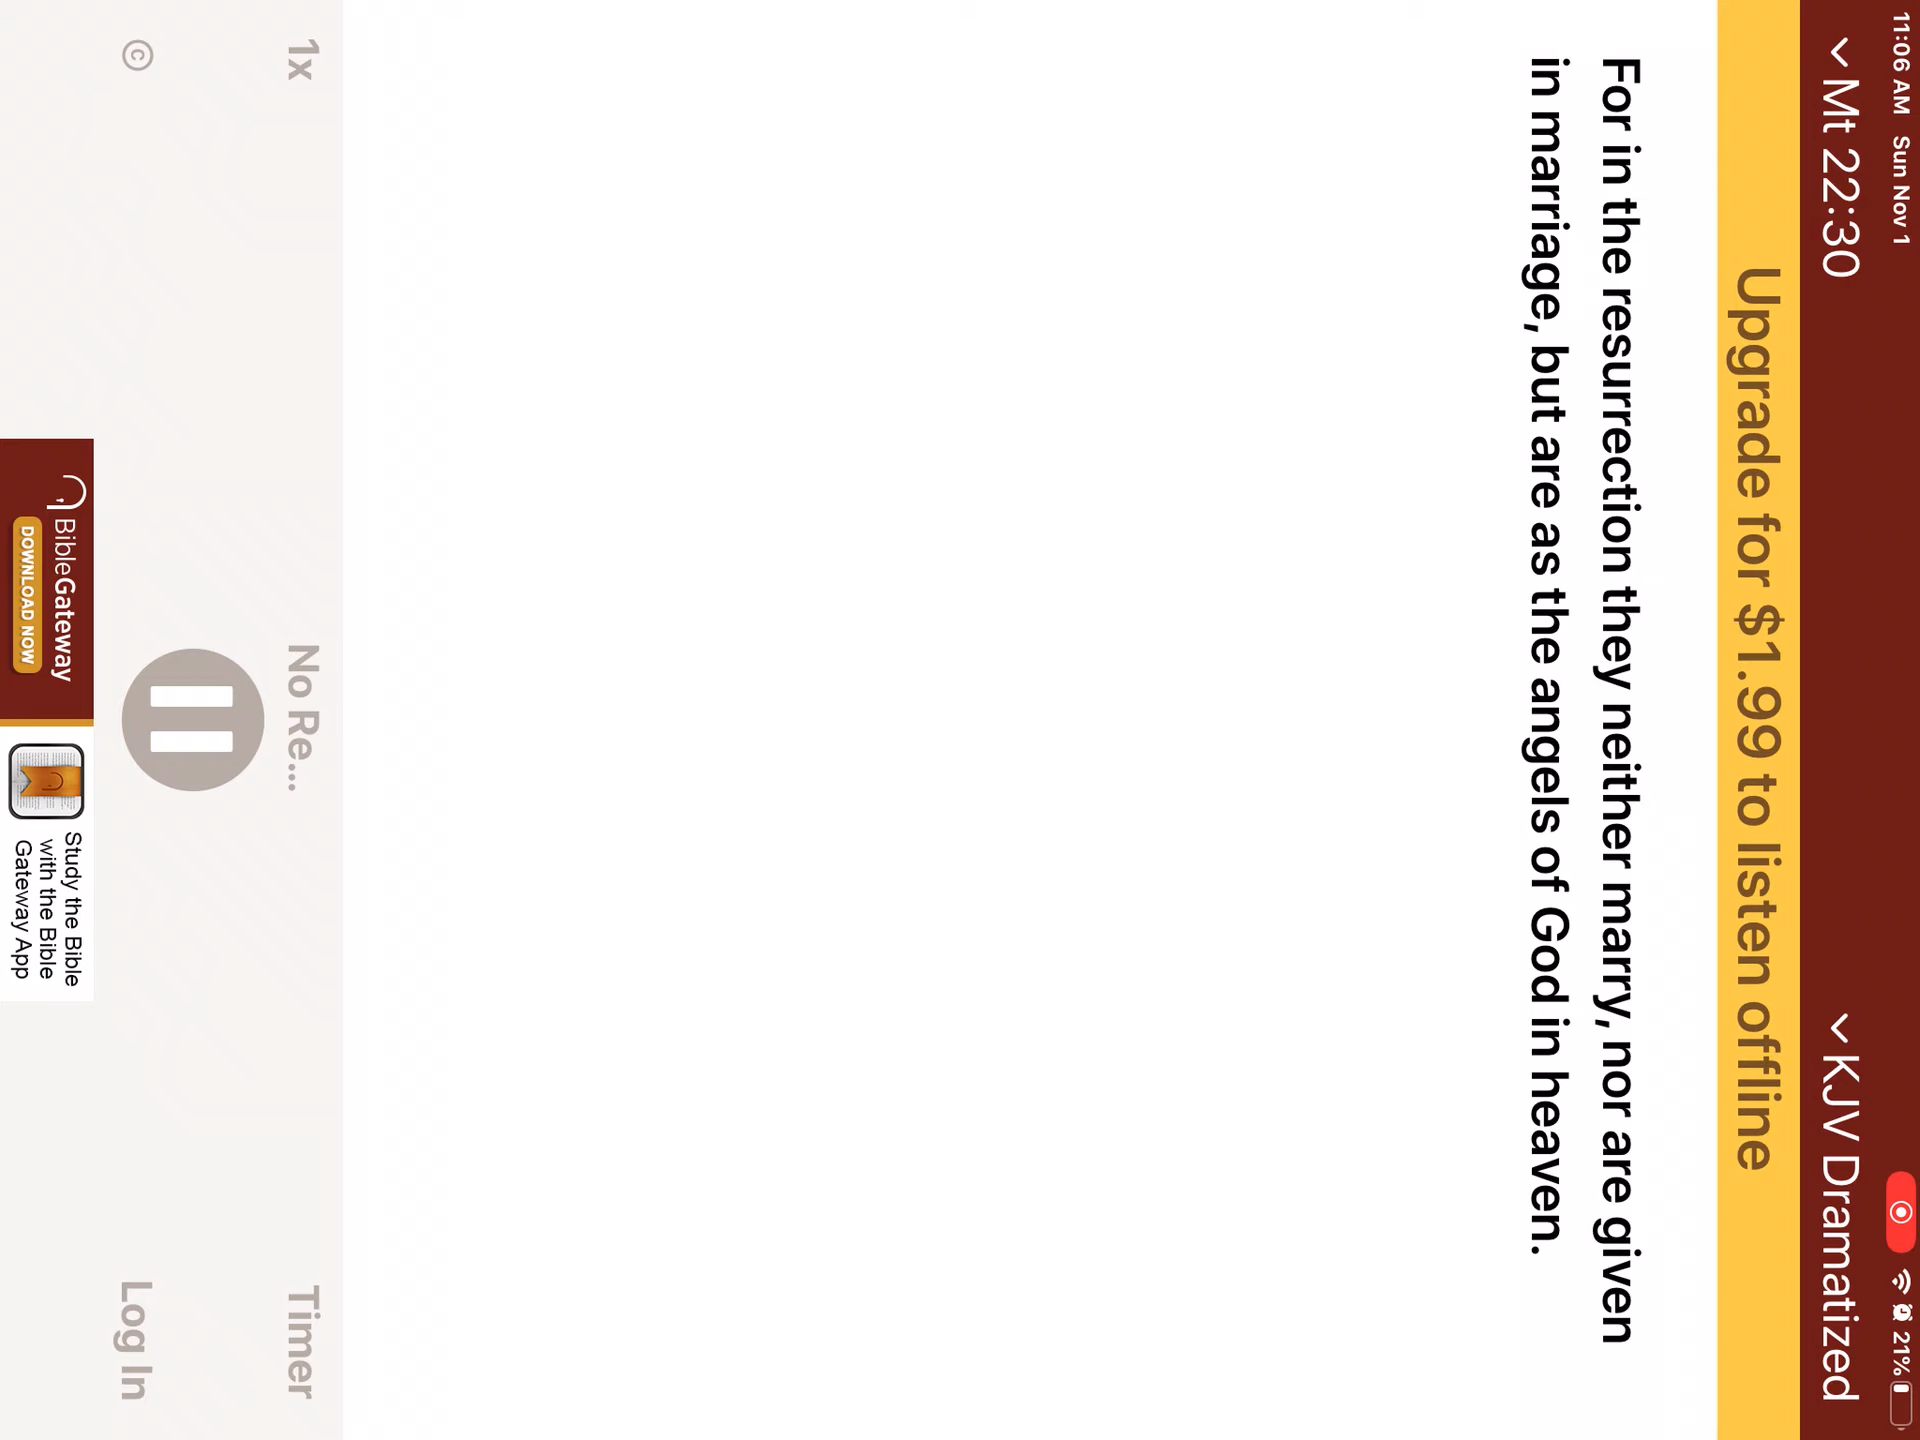 11:06 AM Sun Nov 1
21%
Mt 22:30
KJV Dramatized
Upgrade for $1.99 to listen offline
For in the resurrection they neither marry, nor are given
in marriage, but are as the angels of God in heaven.
1x
No Re...
Timer
©
Log In
BibleGateway
DOWNLOAD NOW
Study the Bible
with the Bible
Gateway App